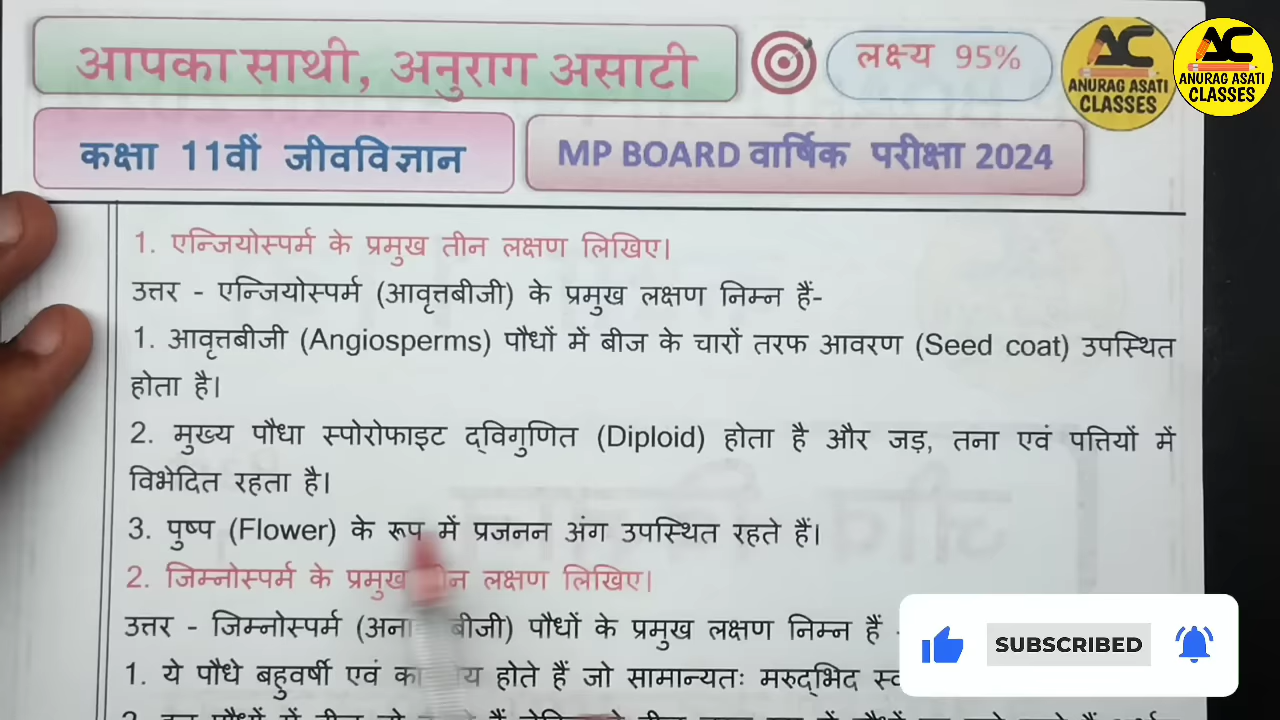 आपका साथी, अनुराग असाटी
लक्ष्य 95%
AC
ANURAG ASATI
CLASSES
AC
ANURAG ASATI
CLASSES
कक्षा 11वीं जीवविज्ञान
MP BOARD वार्षिक परीक्षा 2024
1. एन्जियोस्पर्म के प्रमुख तीन लक्षण लिखिए।
उत्तर - एन्जियोस्पर्म (आवृत्तबीजी) के प्रमुख लक्षण निम्न हैं-
1. आवृत्तबीजी (Angiosperms) पौधों में बीज के चारों तरफ आवरण (Seed coat) उपस्थित
होता है।
2. मुख्य पौधा स्पोरोफाइट द्विगुणित (Diploid) होता है और जड़, तना एवं पत्तियों में
विभेदित रहता है।
3. पुष्प (Flower) के रूप में प्रजनन अंग उपस्थित रहते हैं।
2. जिम्नोस्पर्म के प्रमुख तीन लक्षण लिखिए।
उत्तर - जिम्नोस्पर्म बीजी) पौधों के प्रमुख लक्षण निम्न हैं -
1. ये पौधे बहुवर्षी एवं होते हैं जो सामान्यतः मरुद्भिद
SUBSCRIBED